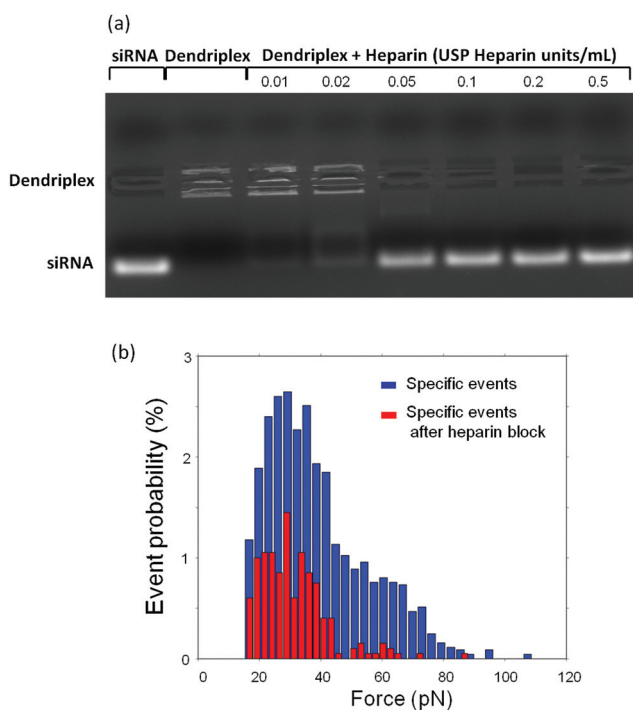 (a)
siRNA Dendriplex Dendriplex + Heparin (USP Heparin units/mL)
0.01 0.02 0.05 0.1 0.2 0.5
Dendriplex
siRNA
(b)
3
2
1
0
Event probability (%)
Specific events
Specific events
after heparin block
0 20 40 60 80 100 120
Force (pN)